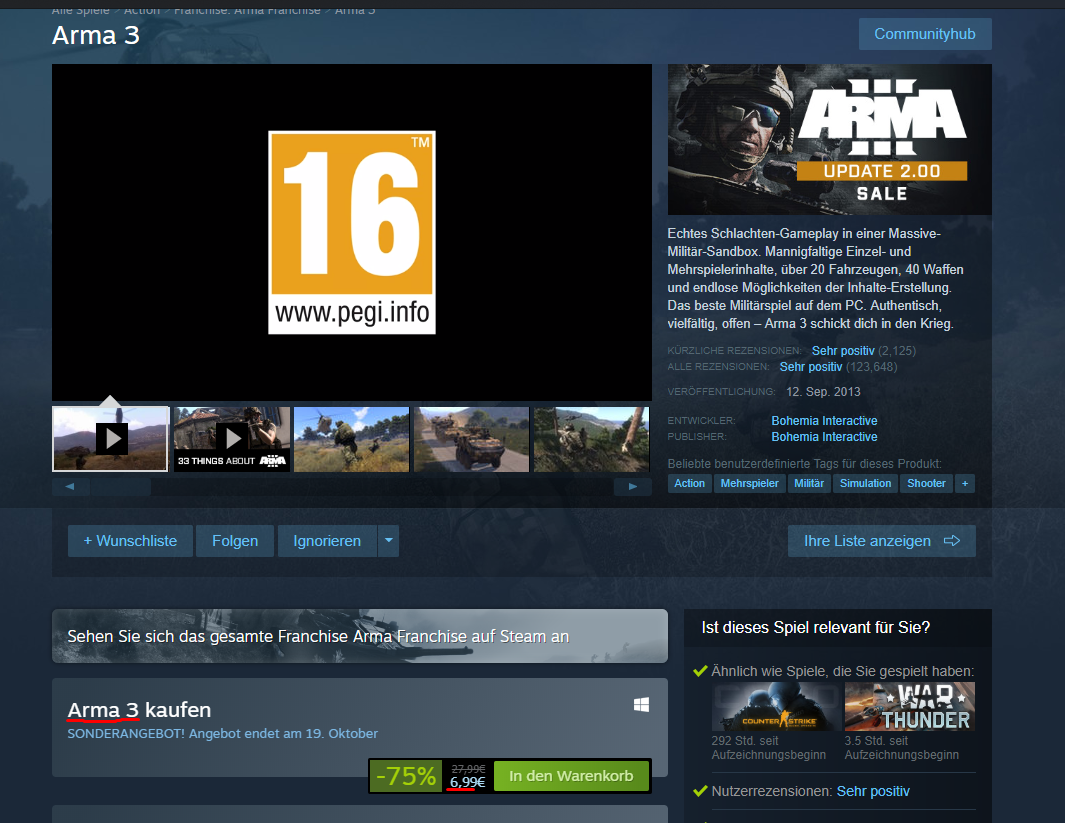 Alle Spiele > Action > Franchise: Arma Franchise > Arma 3
Arma 3
Communityhub
16
TM
www.pegi.info
ARMA
III
UPDATE 2.00
SALE
Echtes Schlachten-Gameplay in einer Massive-
Militär-Sandbox. Mannigfaltige Einzel- und
Mehrspielerinhalte, über 20 Fahrzeugen, 40 Waffen
und endlose Möglichkeiten der Inhalte-Erstellung.
Das beste Militärspiel auf dem PC. Authentisch,
vielfältig, offen – Arma 3 schickt dich in den Krieg.
KÜRZLICHE REZENSIONEN: Sehr positiv (2,125)
ALLE REZENSIONEN: Sehr positiv (123,648)
VERÖFFENTLICHUNG: 12. Sep. 2013
ENTWICKLER: Bohemia Interactive
PUBLISHER: Bohemia Interactive
Beliebte benutzerdefinierte Tags für dieses Produkt:
Action Mehrspieler Militär Simulation Shooter +
33 THINGS ABOUT ARMA III
+ Wunschliste Folgen Ignorieren
Ihre Liste anzeigen
Sehen Sie sich das gesamte Franchise Arma Franchise auf Steam an
Arma 3 kaufen
SONDERANGEBOT! Angebot endet am 19. Oktober
-75% 27,99€ 6,99€ In den Warenkorb
Ist dieses Spiel relevant für Sie?
Ähnlich wie Spiele, die Sie gespielt haben:
COUNTER STRIKE
292 Std. seit
Aufzeichnungsbeginn
WAR
THUNDER
3.5 Std. seit
Aufzeichnungsbeginn
Nutzerrezensionen: Sehr positiv